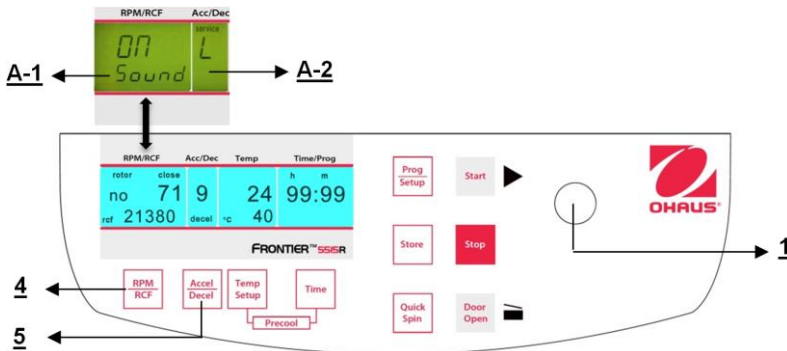 RPM/RCF Acc/Dec
service
ON L
Sound
A-1 A-2
RPM/RCF Acc/Dec Temp Time/Prog
rotor close h m
no 71 9 24 99:99
rcf 21380 decel °C 40
FRONTIER™ 5515R
RPM
RCF
Accel
Decel
Temp
Setup
Time
Precool
Prog
Setup
Start
Store
Stop
Quick
Spin
Door
Open
OHAUS®
1
4
5